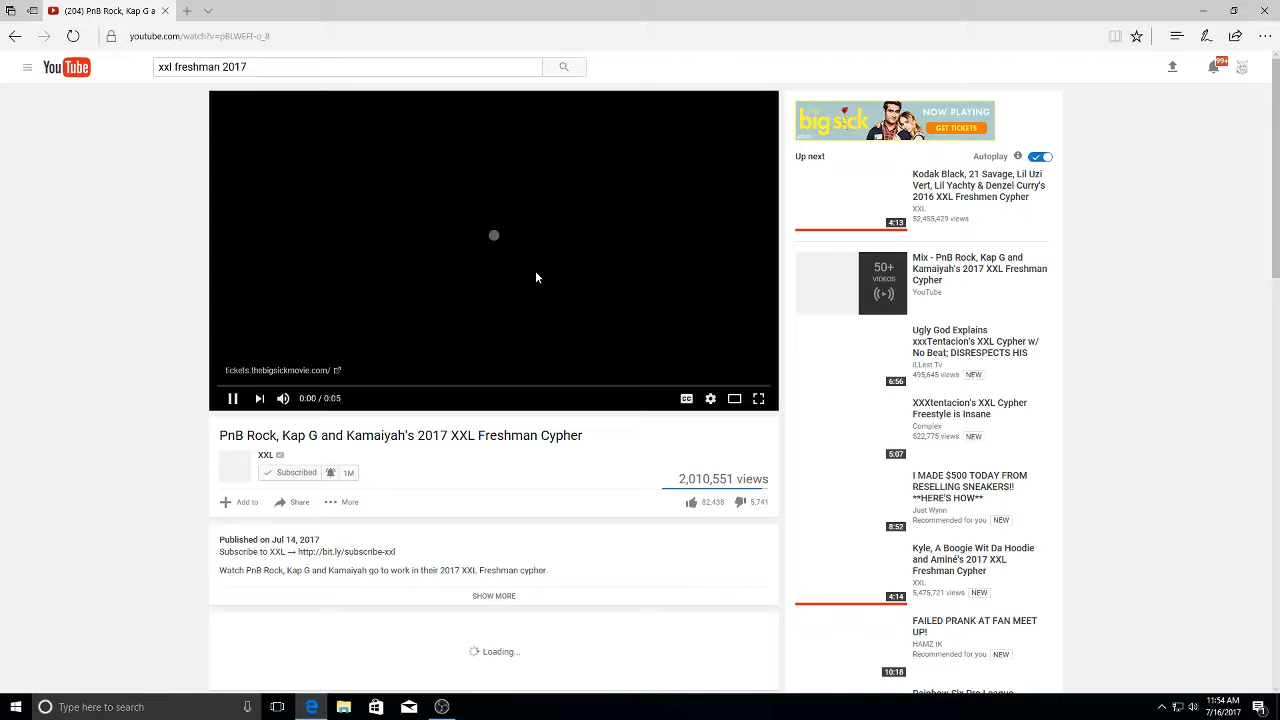 (204) PnB Rock, Kap G a
youtube.com/watch?v=pBLWEFf-o_8
YouTube
xxl freshman 2017
99+
big sick
NOW PLAYING
GET TICKETS
Up next
Autoplay
Kodak Black, 21 Savage, Lil Uzi
Vert, Lil Yachty & Denzel Curry's
2016 XXL Freshmen Cypher
XXL
52,455,429 views
4:13
50+
VIDEOS
Mix - PnB Rock, Kap G and
Kamaiyah's 2017 XXL Freshman
Cypher
YouTube
Ugly God Explains
xxxTentacion's XXL Cypher w/
No Beat; DISRESPECTS HIS
iLLest Tv
495,645 views NEW
6:56
XXXtentacion's XXL Cypher
Freestyle is Insane
Complex
522,775 views NEW
5:07
I MADE $500 TODAY FROM
RESELLING SNEAKERS!!
**HERE'S HOW**
Just Wynn
Recommended for you NEW
8:52
Kyle, A Boogie Wit Da Hoodie
and Aminé's 2017 XXL
Freshman Cypher
XXL
5,475,721 views NEW
4:14
FAILED PRANK AT FAN MEET
UP!
HAMZ tK
Recommended for you NEW
10:18
Rainbow Six Pro League
tickets.thebigsickmovie.com/
0:00 / 0:05
CC
PnB Rock, Kap G and Kamaiyah's 2017 XXL Freshman Cypher
XXL
Subscribed 1M
2,010,551 views
Add to Share More
82,438 5,741
Published on Jul 14, 2017
Subscribe to XXL → http://bit.ly/subscribe-xxl
Watch PnB Rock, Kap G and Kamaiyah go to work in their 2017 XXL Freshman cypher.
SHOW MORE
Loading...
Type here to search
11:54 AM
7/16/2017